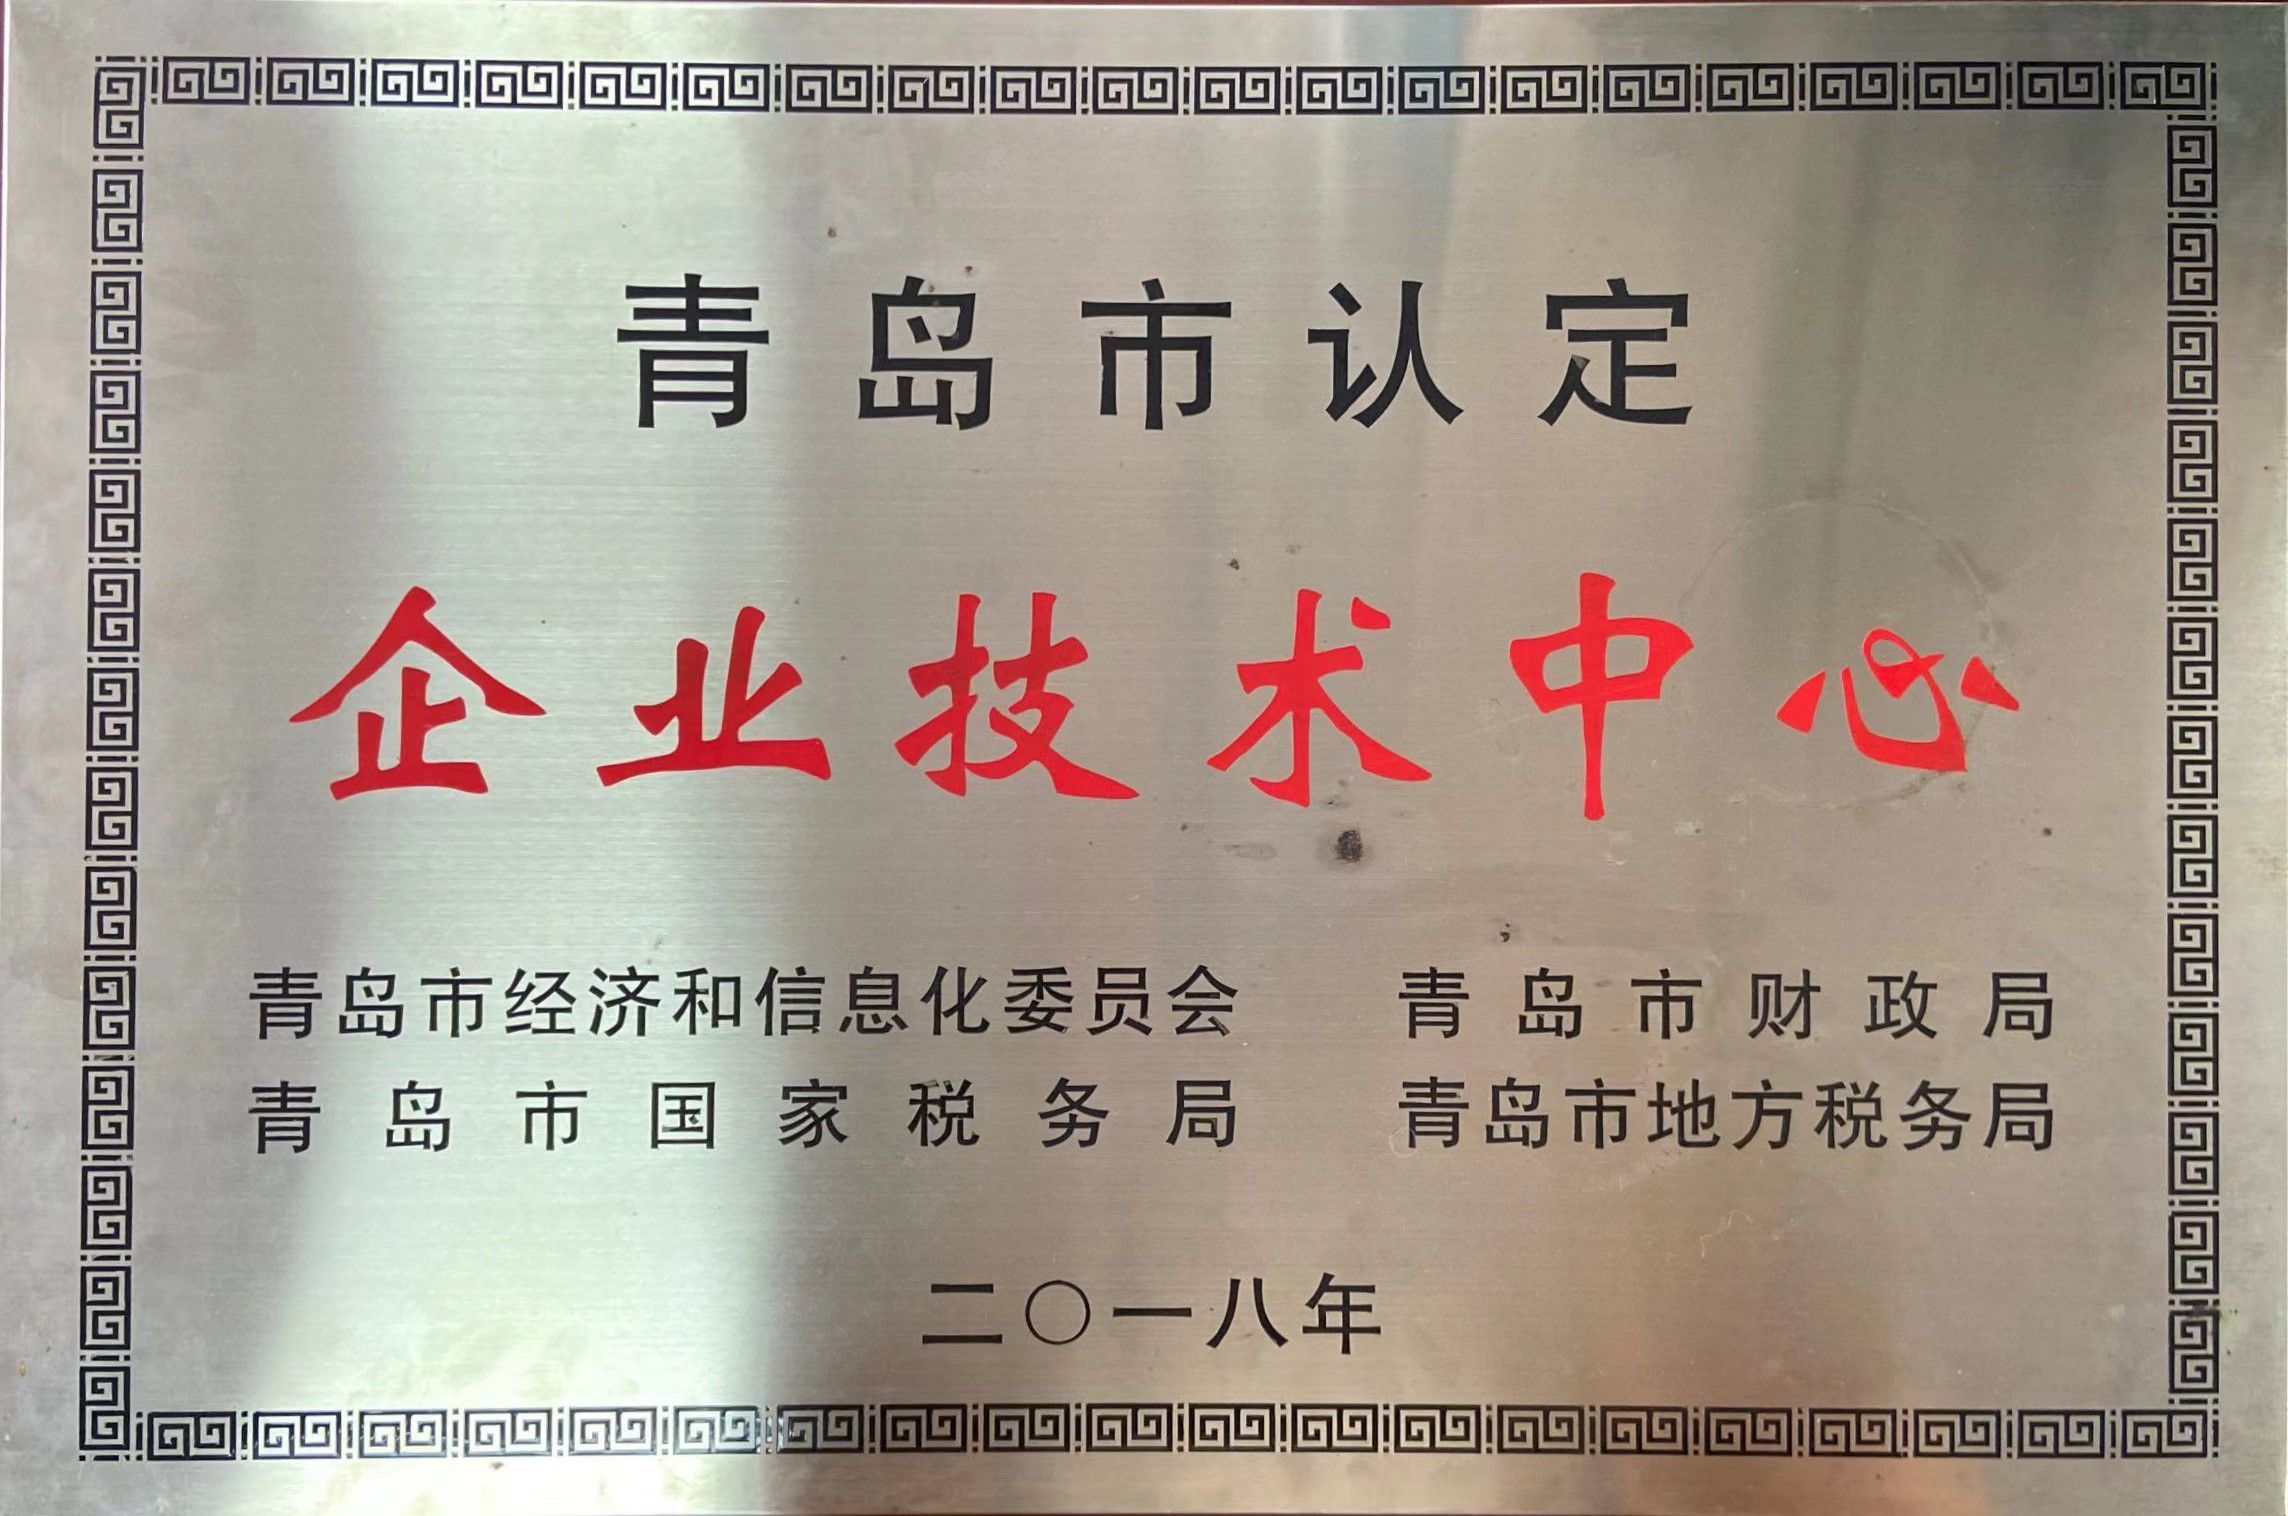 青岛市认定
企业技术中心
青岛市经济和信息化委员会 青岛市财政局
青岛市国家税务局 青岛市地方税务局
二〇一八年